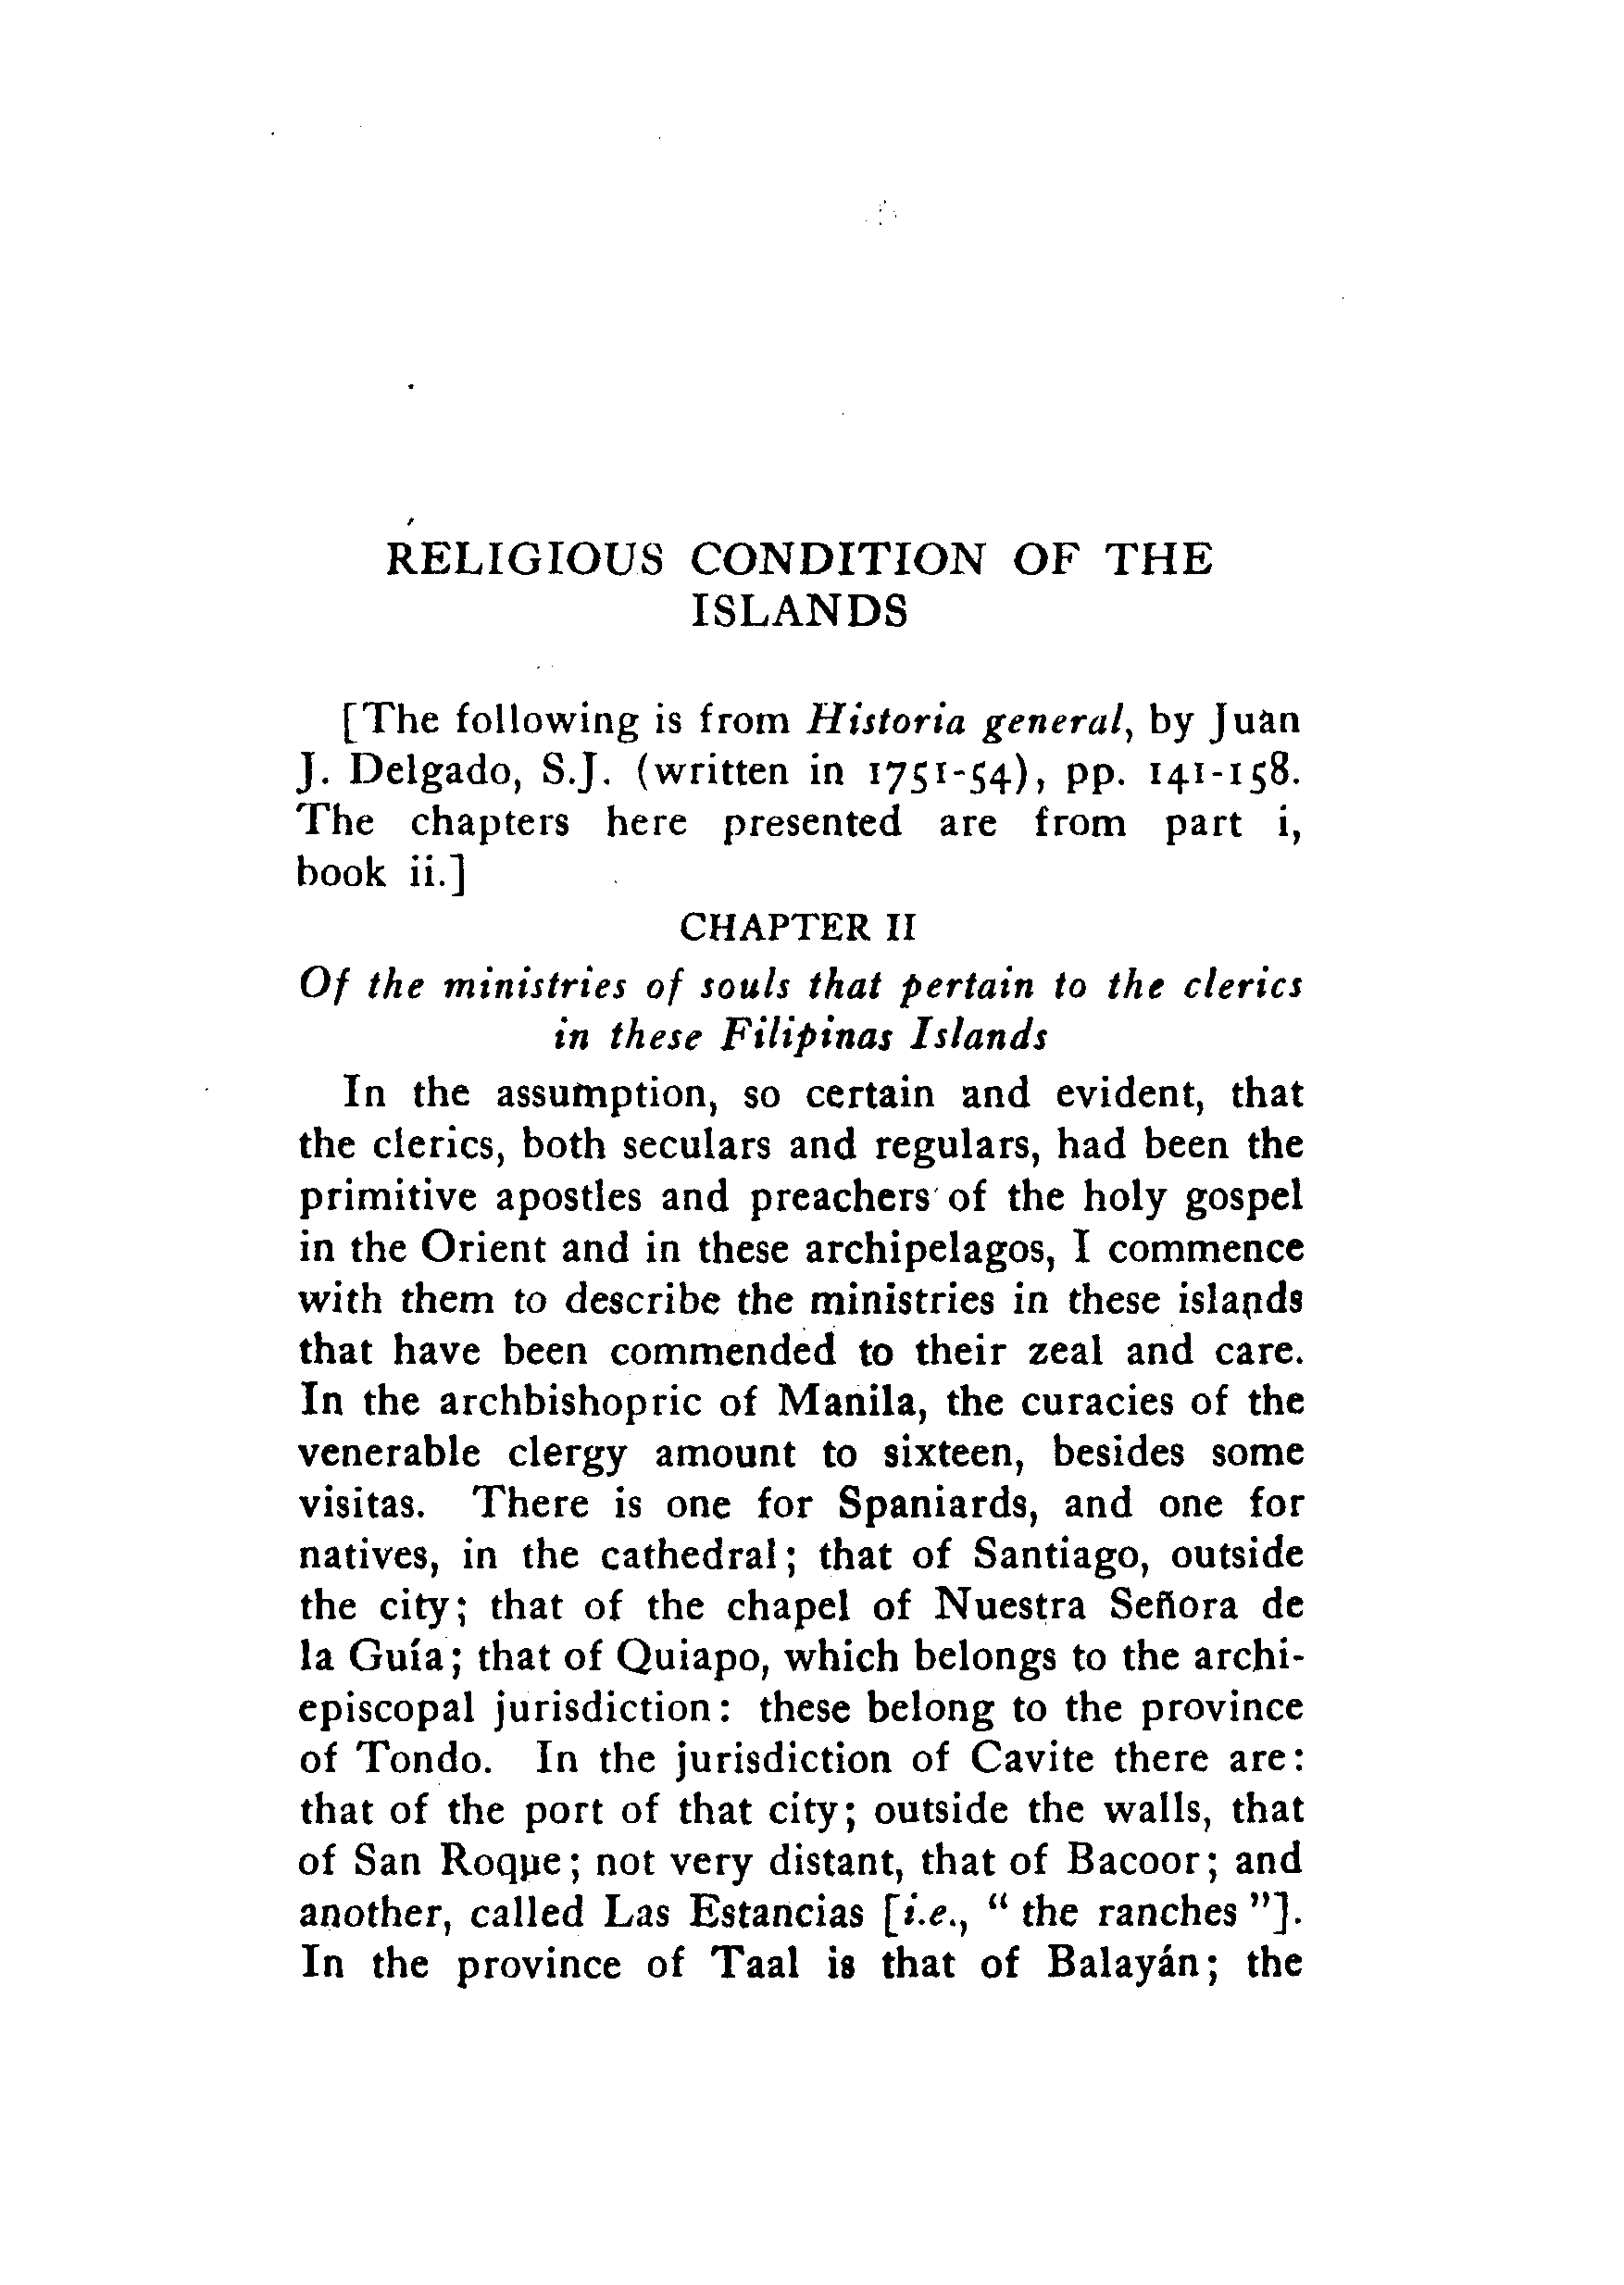 RELIGIOUS CONDITION OF THE
ISLANDS
[The following is from Historia general, by Juan
J. Delgado, S.J. (written in 1751-54), pp. 141-158.
The chapters here presented are from part i,
book ii.]
CHAPTER II
Of the ministries of souls that pertain to the clerics
in these Filipinas Islands
In the assumption, so certain and evident, that
the clerics, both seculars and regulars, had been the
primitive apostles and preachers of the holy gospel
in the Orient and in these archipelagos, I commence
with them to describe the ministries in these islands
that have been commended to their zeal and care.
In the archbishopric of Manila, the curacies of the
venerable clergy amount to sixteen, besides some
visitas. There is one for Spaniards, and one for
natives, in the cathedral; that of Santiago, outside
the city; that of the chapel of Nuestra Señora de
la Guía; that of Quiapo, which belongs to the archi-
episcopal jurisdiction: these belong to the province
of Tondo. In the jurisdiction of Cavite there are:
that of the port of that city; outside the walls, that
of San Roque; not very distant, that of Bacoor; and
another, called Las Estancias [i.e., " the ranches "].
In the province of Taal is that of Balayán; the